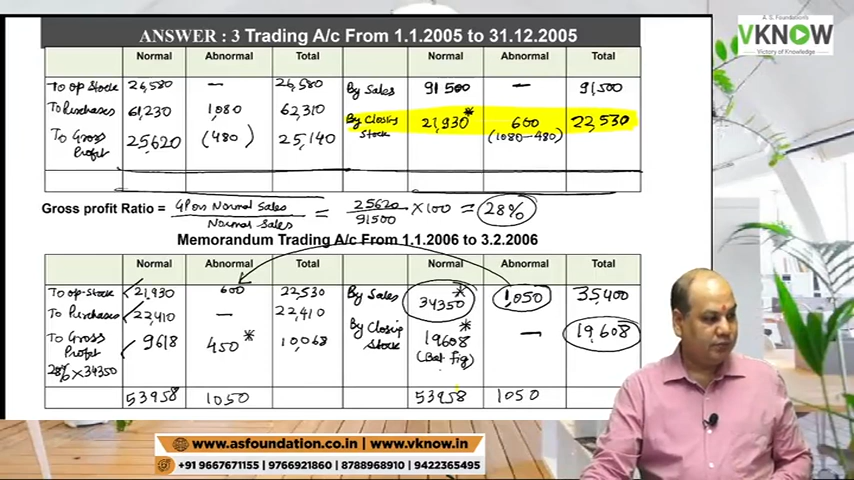 ANSWER : 3 Trading A/c From 1.1.2005 to 31.12.2005
Normal Abnormal Total Normal Abnormal Total
To op Stock 26,580 — 26,580 By Sales 91500 — 91500
To Purchases 61,230 1,080 62,310 By Closing Stock 21,930* 600 (1080-480) 22,530
To Gross Profit 25,620 (480) 25,140
Gross profit Ratio = GP on Normal Sales / Normal Sales = 25620 / 91500 × 100 = 28%
Memorandum Trading A/c From 1.1.2006 to 3.2.2006
Normal Abnormal Total Normal Abnormal Total
To op-Stock 21,930 600 22,530 By Sales 34350* 1,050 35,400
To Purchases 22,410 — 22,410 By Closing Stock 19608* (Bal fig) — 19,608
To Gross Profit 9618 450* 10,068
28% × 34350
53958 1050 53958 1050
A. S. Foundation's
VKNOW
Victory of Knowledge
www.asfoundation.co.in | www.vknow.in
+91 9667671155 | 9766921860 | 8788968910 | 9422365495